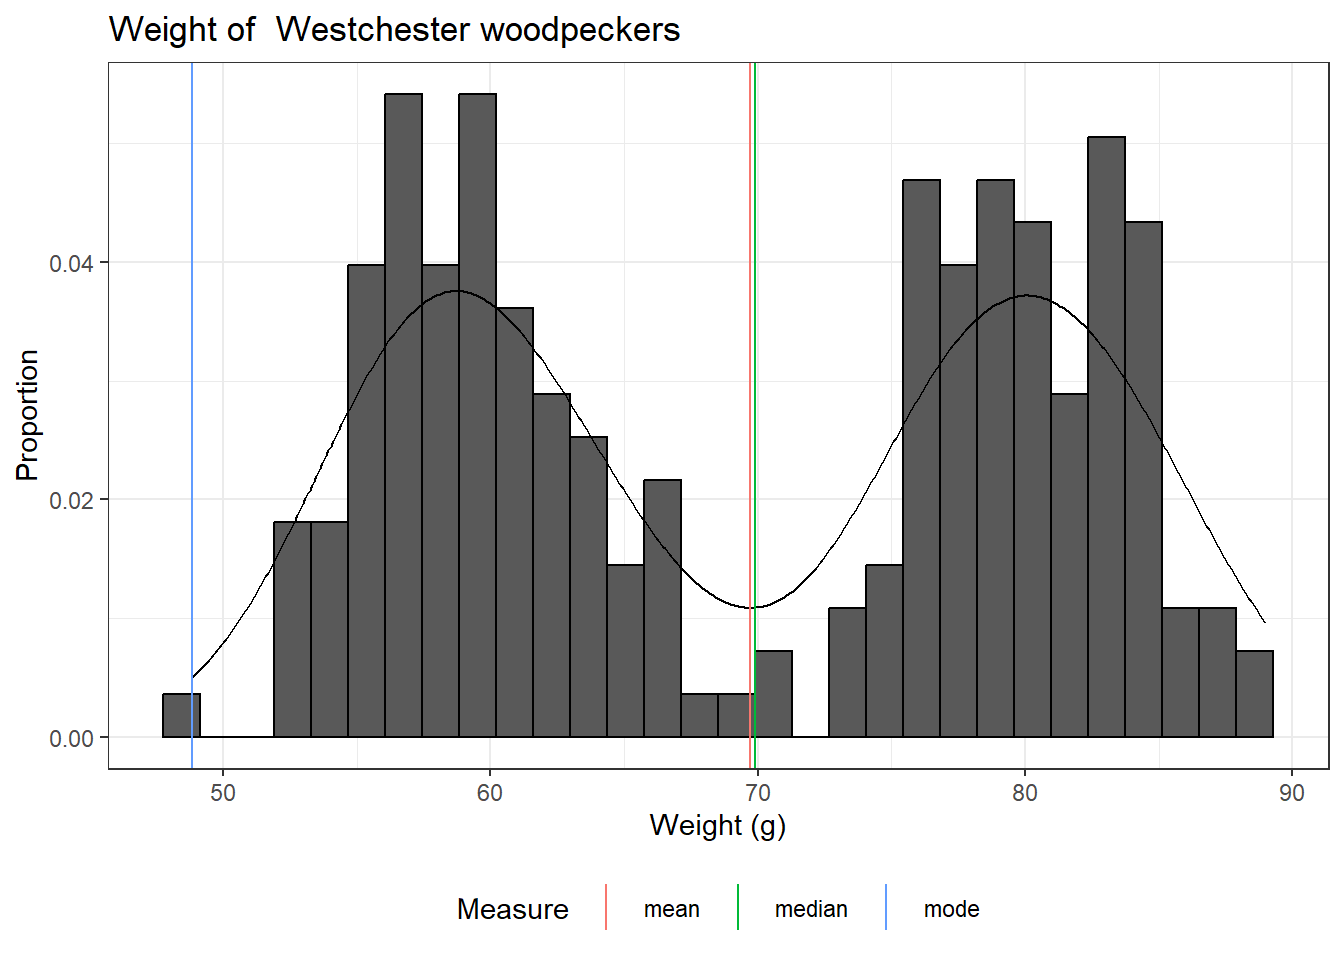 Weight of  Westchester woodpeckers
Proportion
0.04
0.02
0.00
50 60 70 80 90
Weight (g)
Measure mean median mode